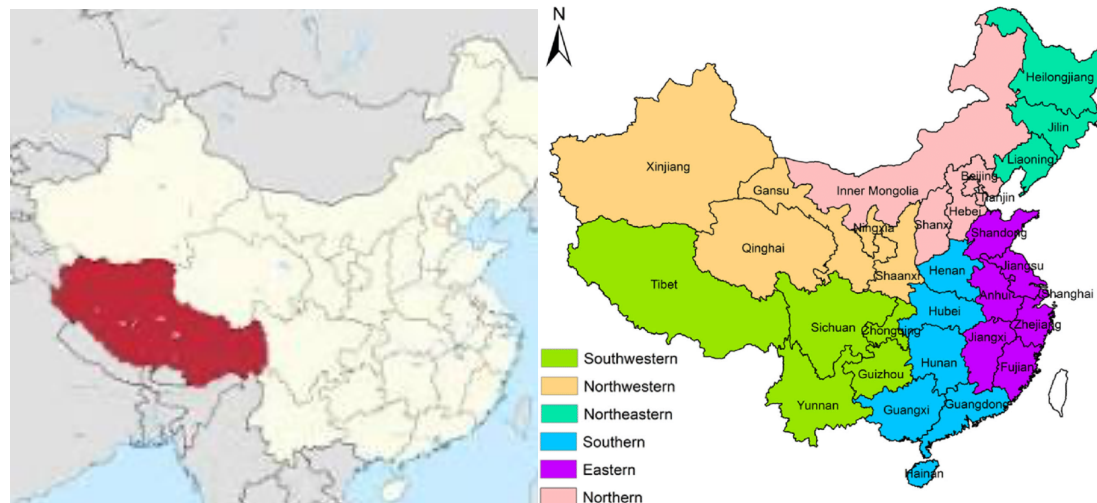 N
Heilongjiang
Jilin
Liaoning
Xinjiang
Gansu
Inner Mongolia
Beijing
Tianjin
Hebei
Shanxi
Ningxia
Shandong
Qinghai
Shaanxi
Henan
Jiangsu
Tibet
Anhui
Shanghai
Hubei
Sichuan
Zhongqing
Zhejiang
Jiangxi
Hunan
Guizhou
Fujian
Yunnan
Guangxi
Guangdong
Hainan
Southwestern
Northwestern
Northeastern
Southern
Eastern
Northern